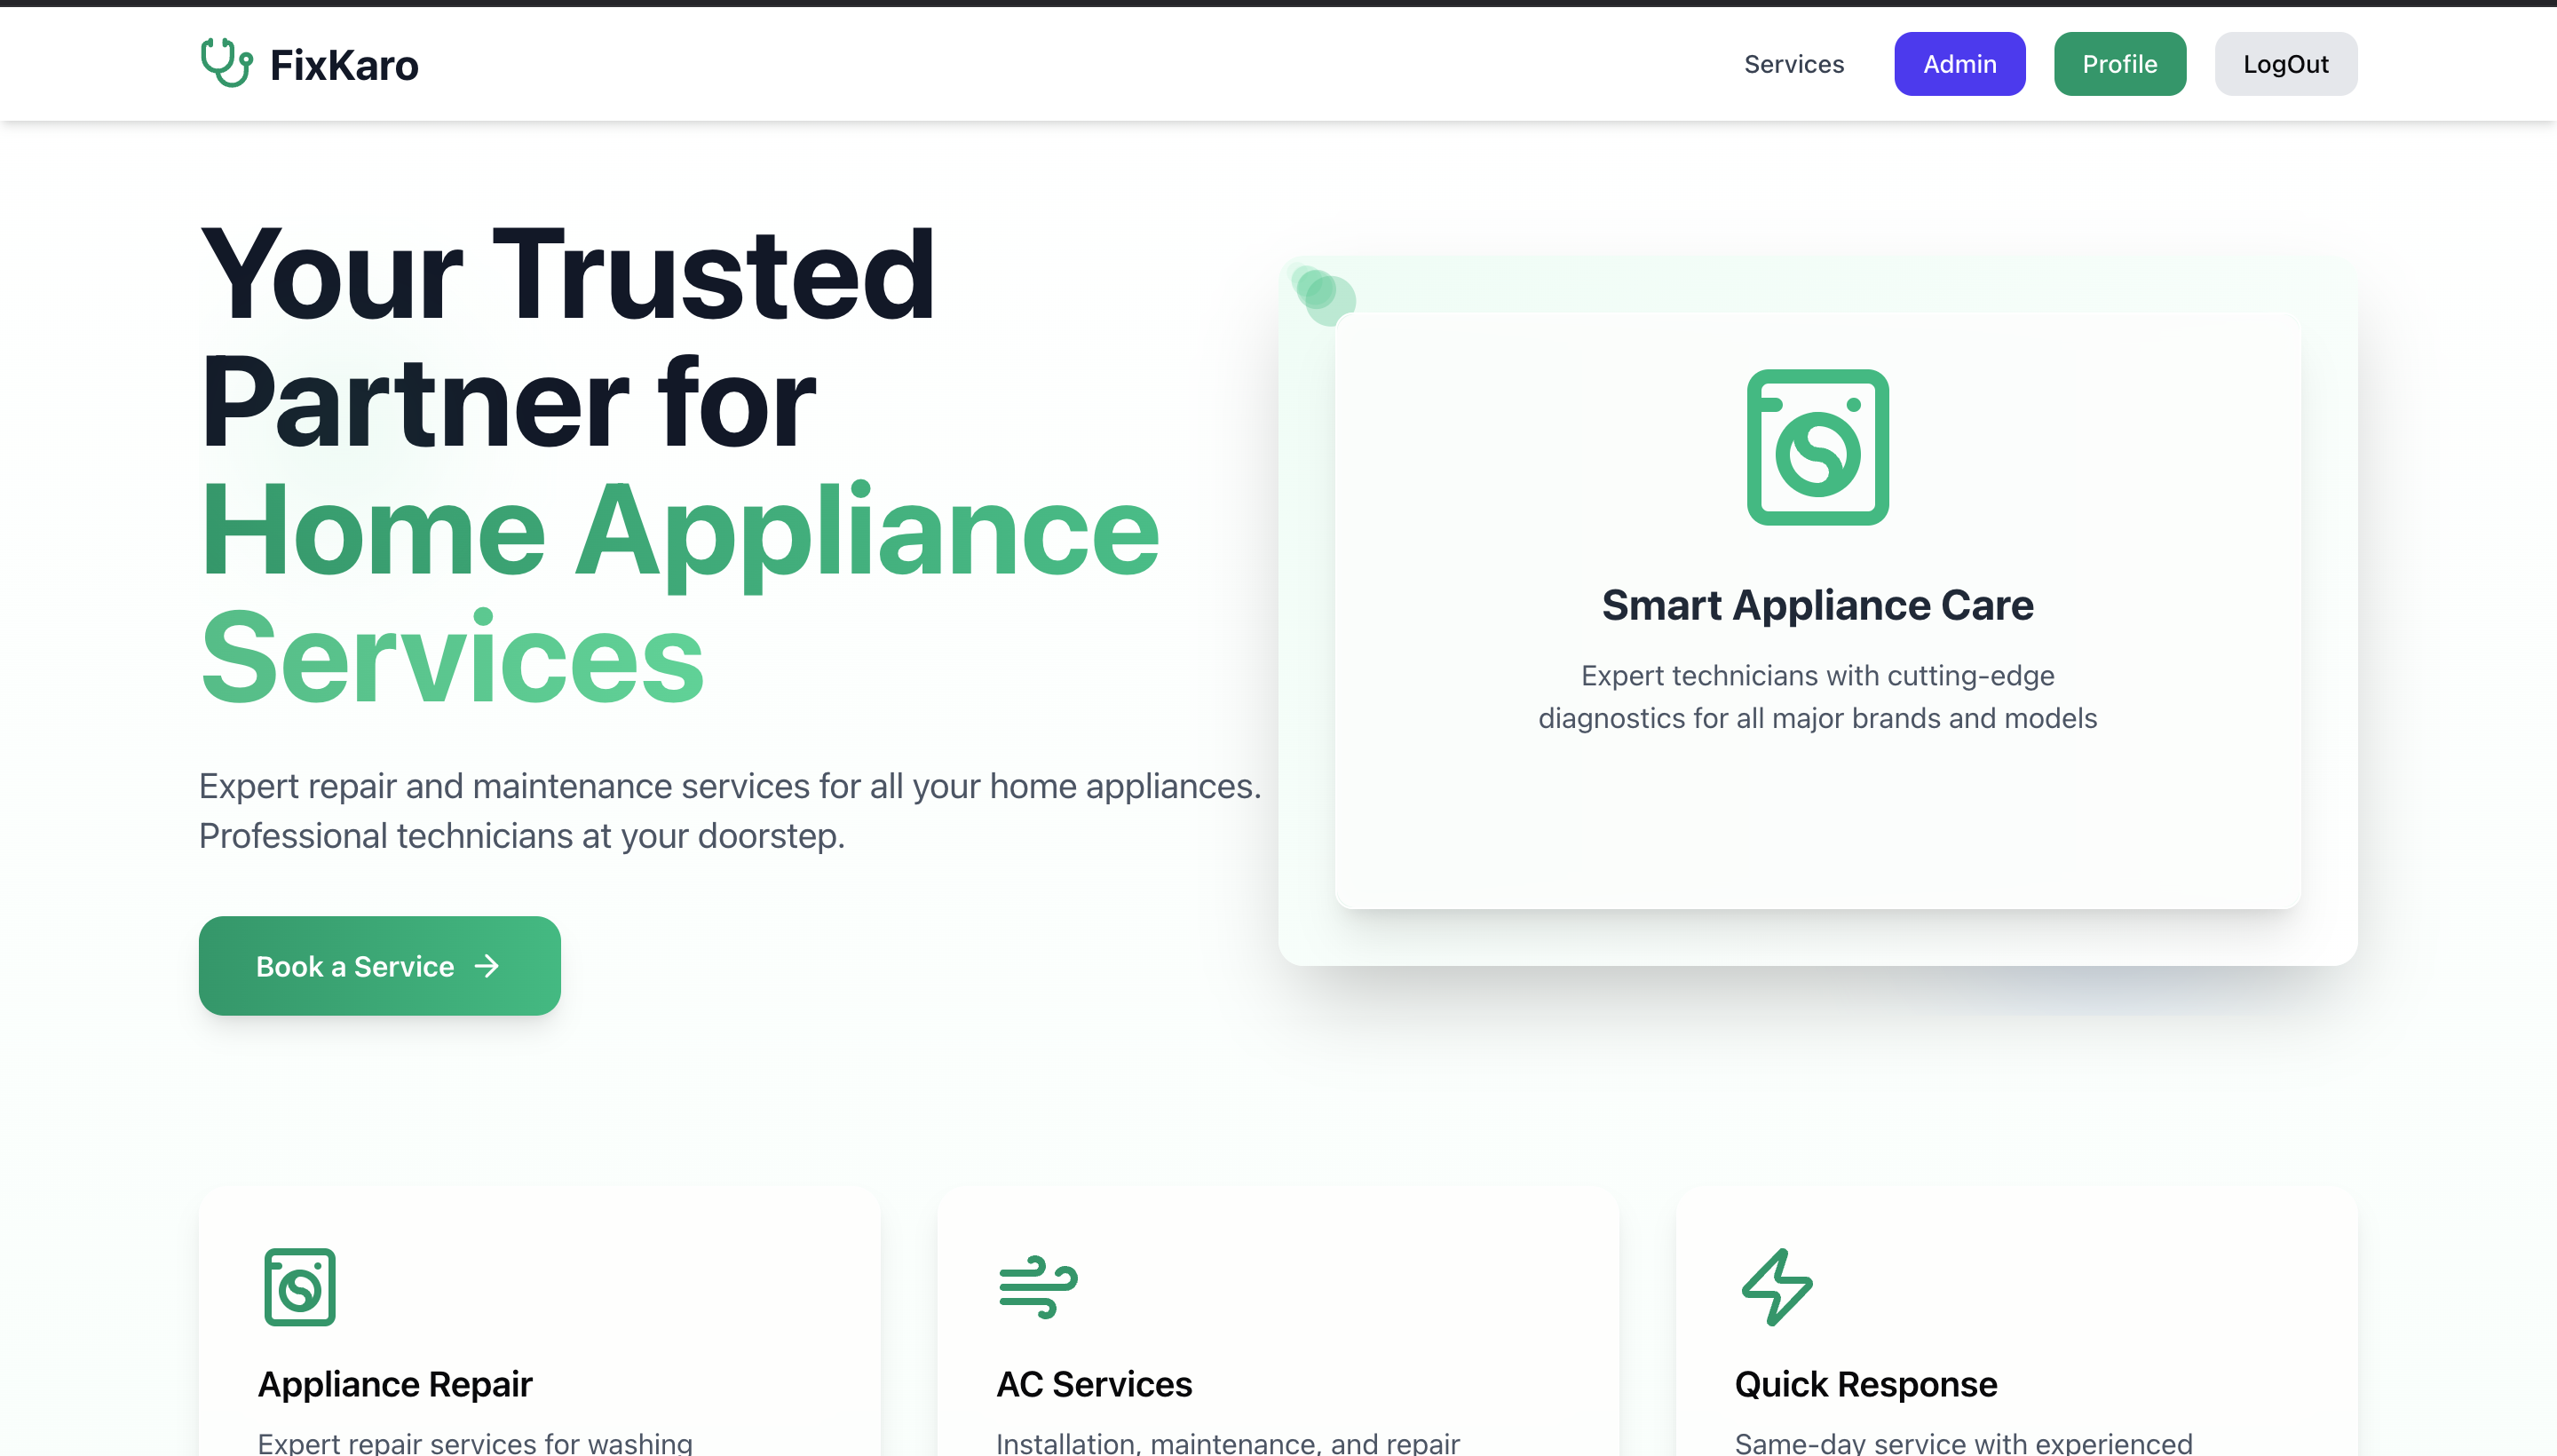 FixKaro
Services
Admin
Profile
LogOut
Your Trusted
Partner for
Home Appliance
Services
Expert repair and maintenance services for all your home appliances.
Professional technicians at your doorstep.
Book a Service
Smart Appliance Care
Expert technicians with cutting-edge
diagnostics for all major brands and models
Appliance Repair
Expert repair services for washing
AC Services
Installation, maintenance, and repair
Quick Response
Same-day service with experienced